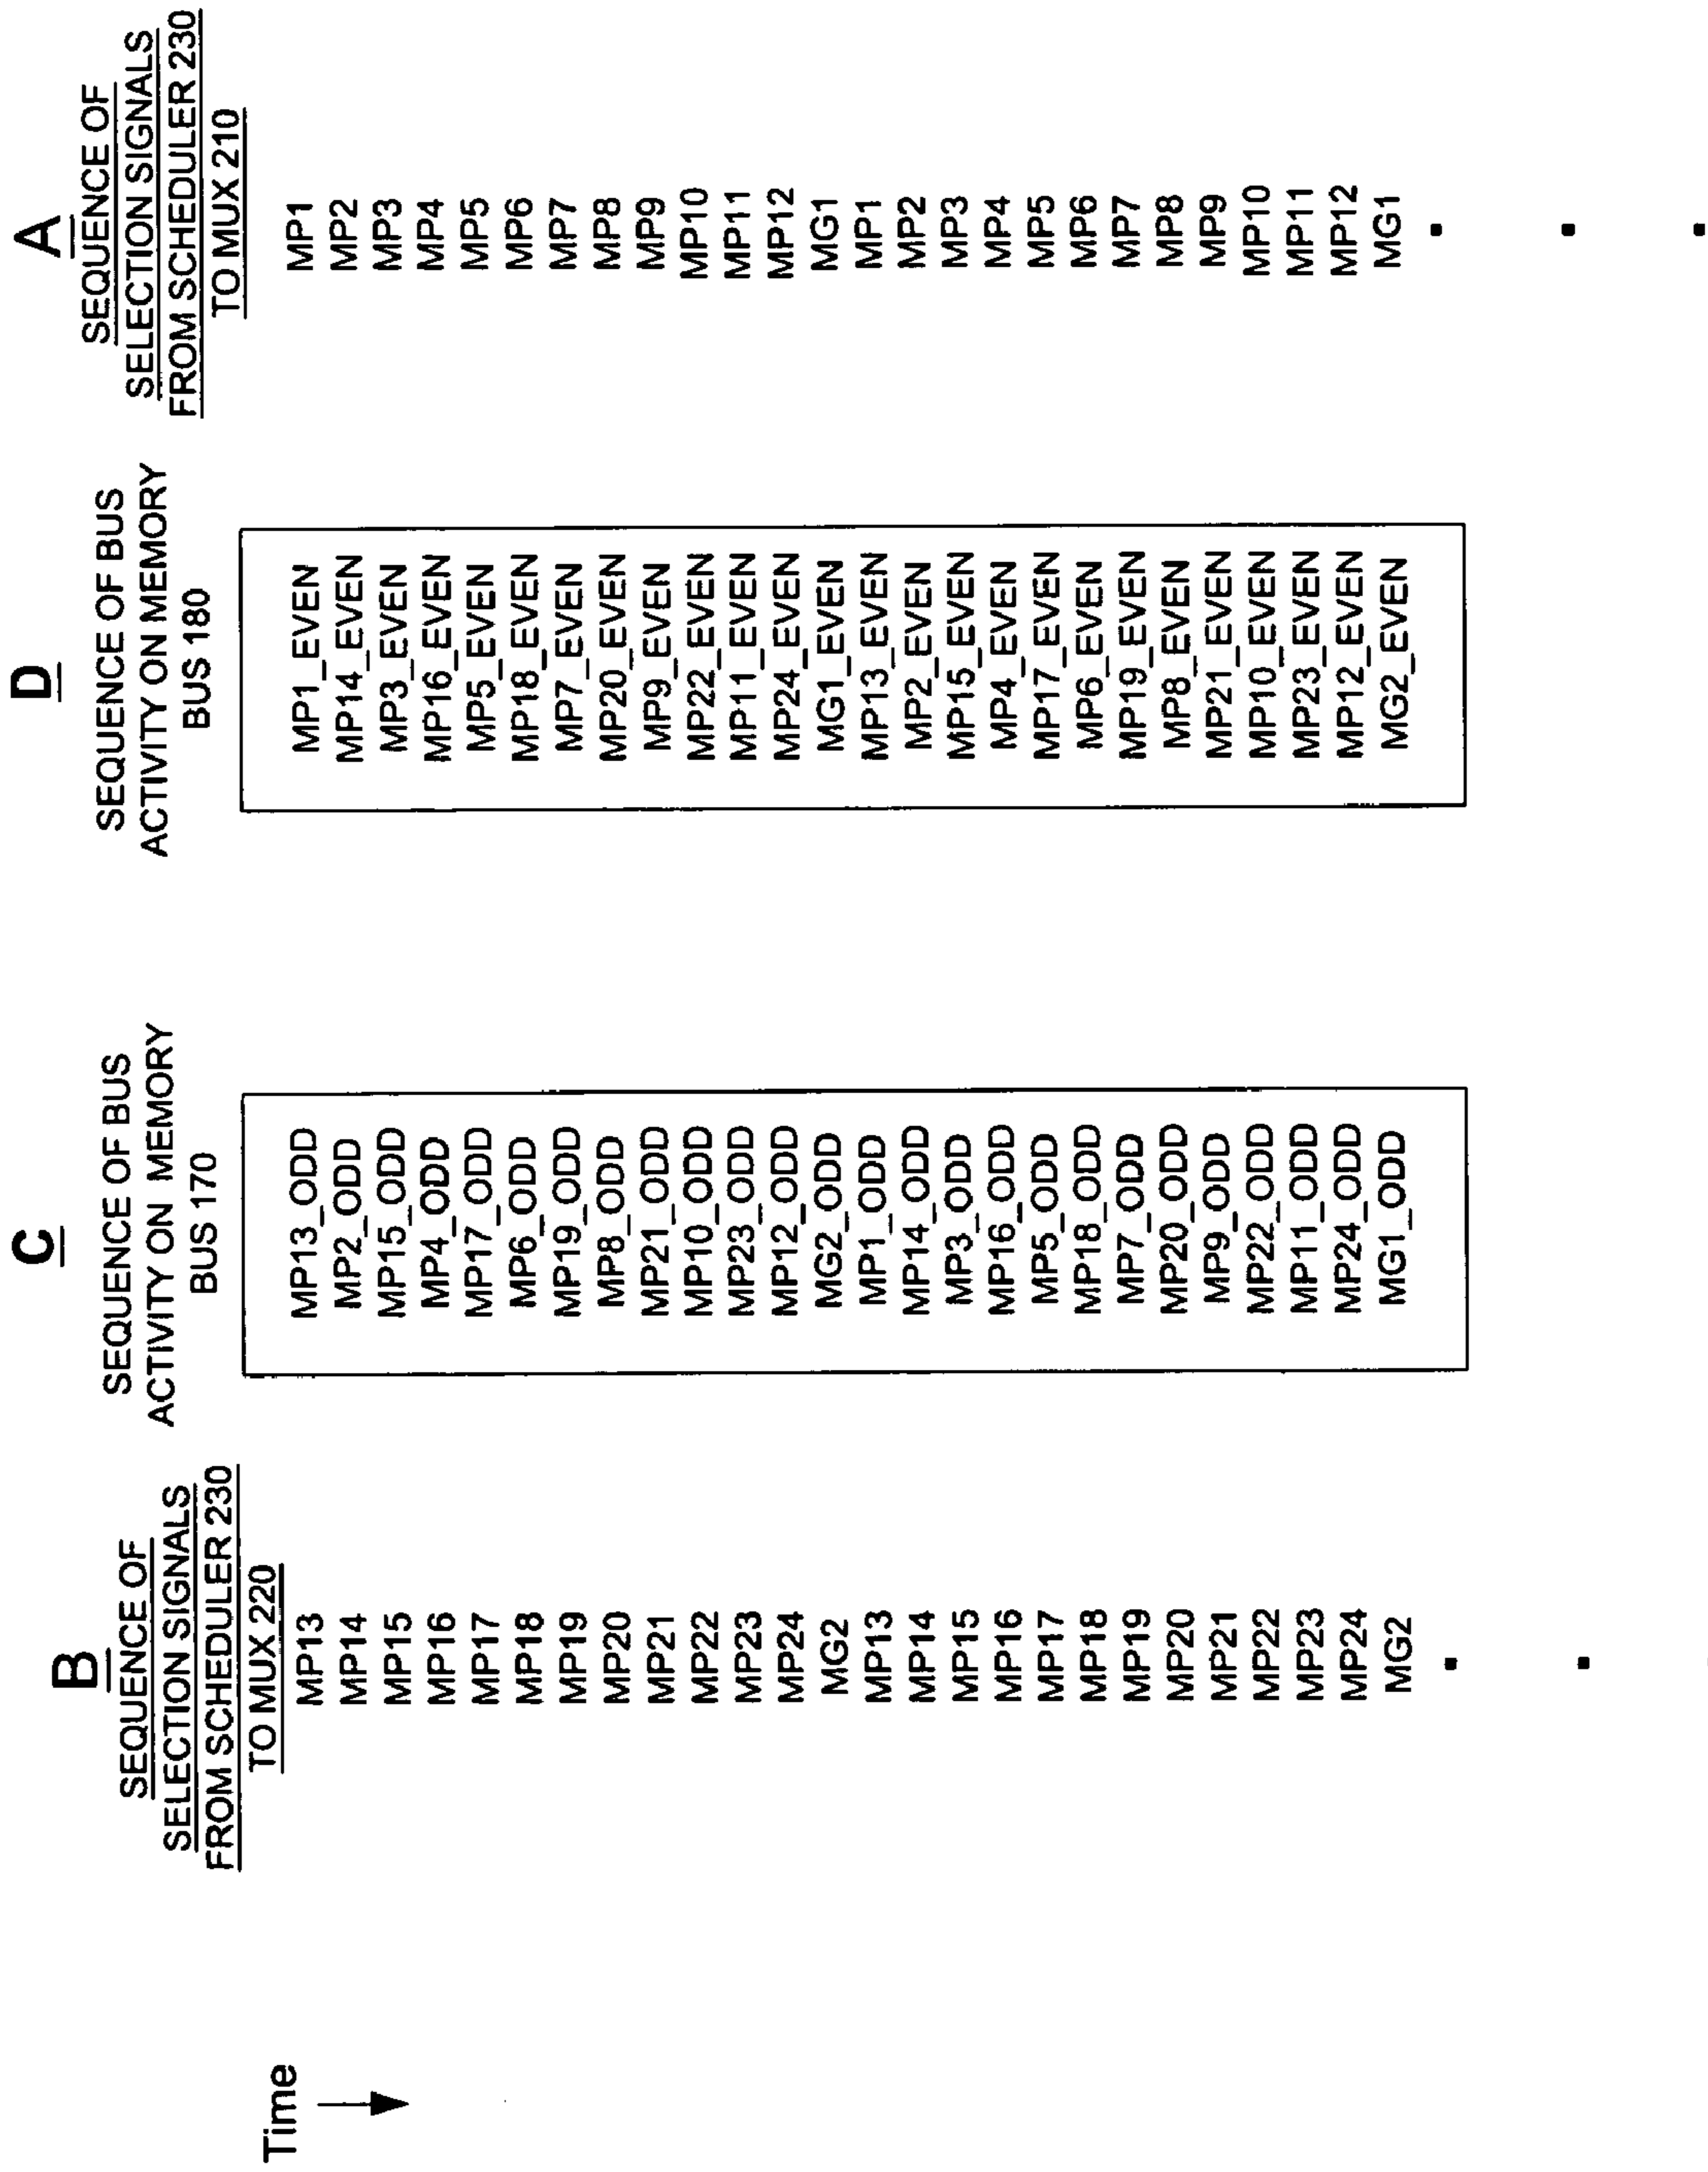 Time
B
SEQUENCE OF
SELECTION SIGNALS
FROM SCHEDULER 230
TO MUX 220
MP13
MP14
MP15
MP16
MP17
MP18
MP19
MP20
MP21
MP22
MP23
MP24
MG2
MP13
MP14
MP15
MP16
MP17
MP18
MP19
MP20
MP21
MP22
MP23
MP24
MG2
C
SEQUENCE OF BUS
ACTIVITY ON MEMORY
BUS 170
MP13_ODD
MP2_ODD
MP15_ODD
MP4_ODD
MP17_ODD
MP6_ODD
MP19_ODD
MP8_ODD
MP21_ODD
MP10_ODD
MP23_ODD
MP12_ODD
MG2_ODD
MP1_ODD
MP14_ODD
MP3_ODD
MP16_ODD
MP5_ODD
MP18_ODD
MP7_ODD
MP20_ODD
MP9_ODD
MP22_ODD
MP11_ODD
MP24_ODD
MG1_ODD
D
SEQUENCE OF BUS
ACTIVITY ON MEMORY
BUS 180
MP1_EVEN
MP14_EVEN
MP3_EVEN
MP16_EVEN
MP5_EVEN
MP18_EVEN
MP7_EVEN
MP20_EVEN
MP9_EVEN
MP22_EVEN
MP11_EVEN
MP24_EVEN
MG1_EVEN
MP13_EVEN
MP2_EVEN
MP15_EVEN
MP4_EVEN
MP17_EVEN
MP6_EVEN
MP19_EVEN
MP8_EVEN
MP21_EVEN
MP10_EVEN
MP23_EVEN
MP12_EVEN
MG2_EVEN
A
SEQUENCE OF
SELECTION SIGNALS
FROM SCHEDULER 230
TO MUX 210
MP1
MP2
MP3
MP4
MP5
MP6
MP7
MP8
MP9
MP10
MP11
MP12
MG1
MP1
MP2
MP3
MP4
MP5
MP6
MP7
MP8
MP9
MP10
MP11
MP12
MG1